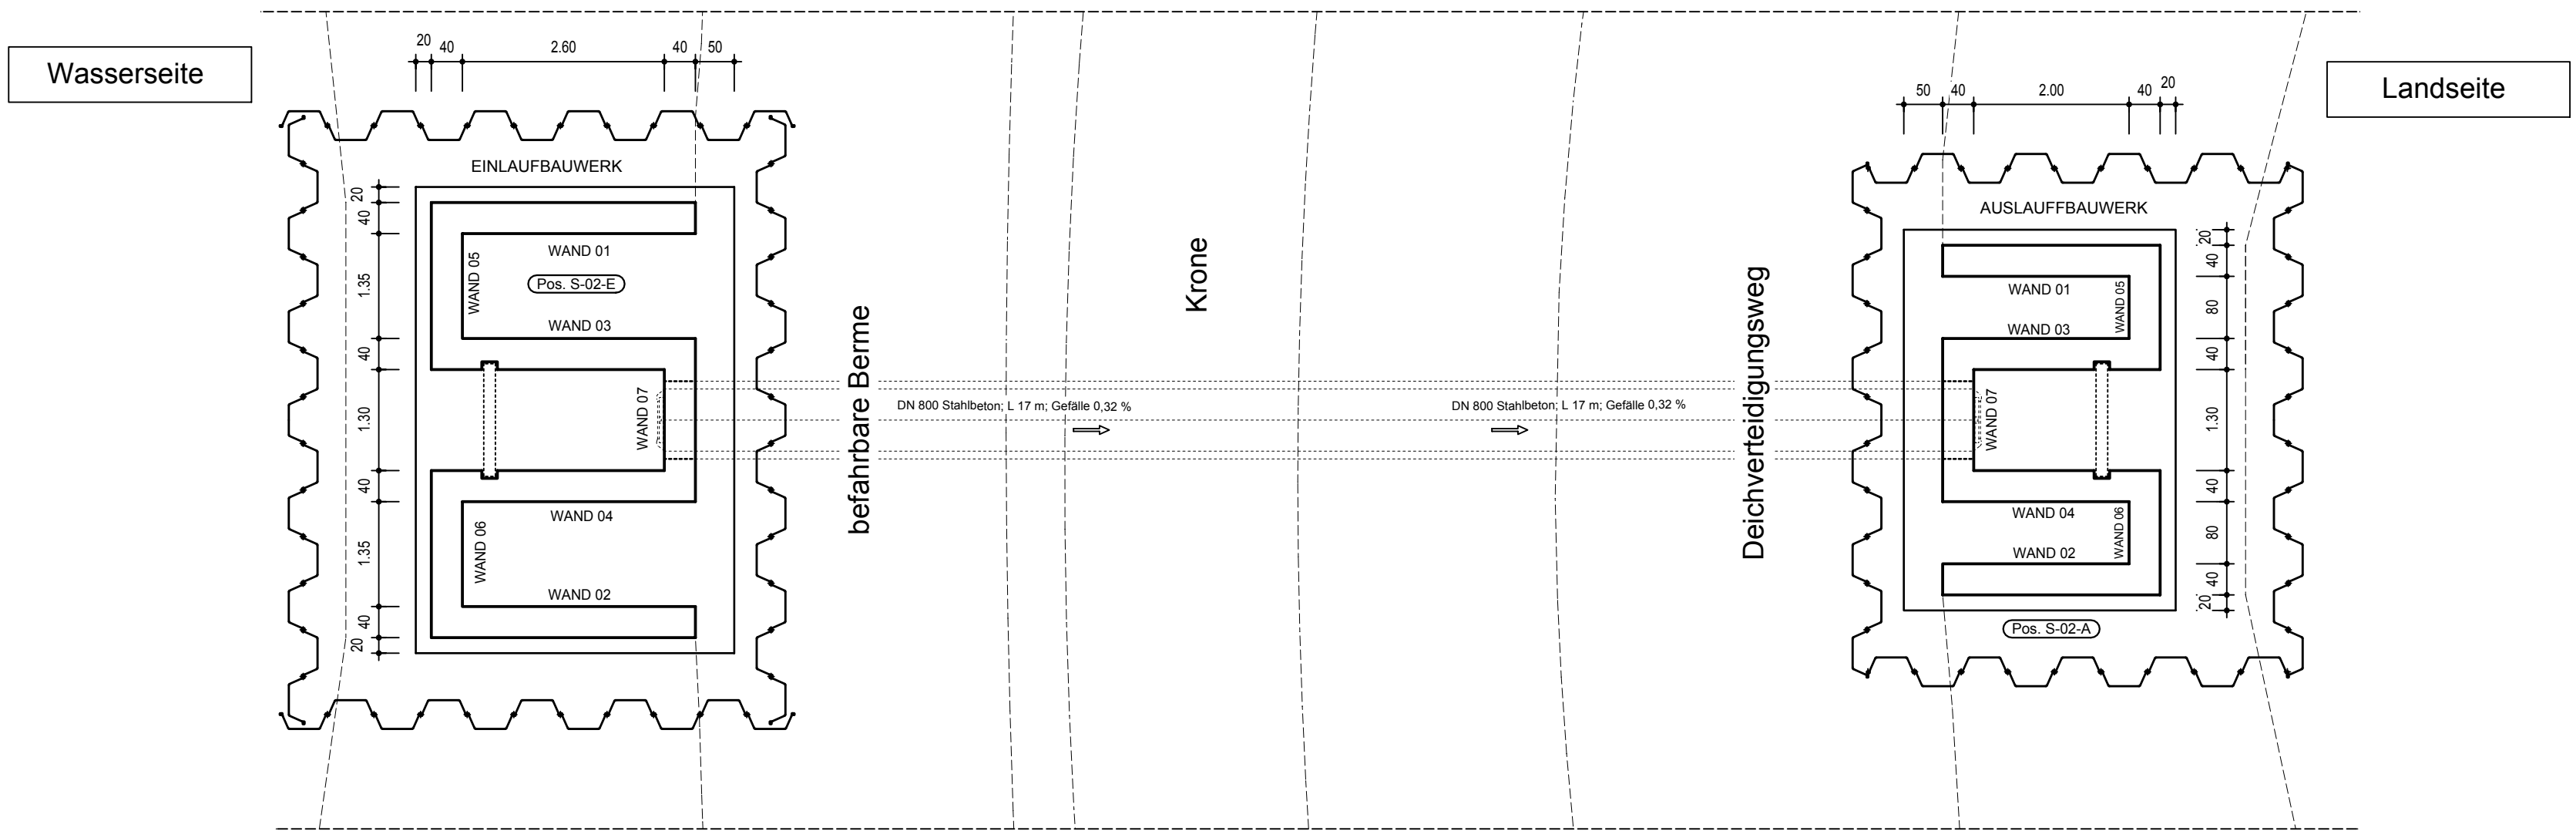 Wasserseite
20 40 2.60 40 50
EINLAUFBAUWERK
20
40
1.35
40
1.30
40
1.35
40
20
WAND 01
WAND 05
Pos. S-02-E
WAND 03
WAND 07
WAND 04
WAND 06
WAND 02
befahrbare Berme
DN 800 Stahlbeton; L 17 m; Gefälle 0,32 %
Krone
DN 800 Stahlbeton; L 17 m; Gefälle 0,32 %
Deichverteidigungsweg
Landseite
50 40 2.00 40 20
AUSLAUFFBAUWERK
WAND 01
WAND 05
WAND 03
WAND 07
WAND 04
WAND 06
WAND 02
Pos. S-02-A
20
40
80
40
1.30
40
80
40
20